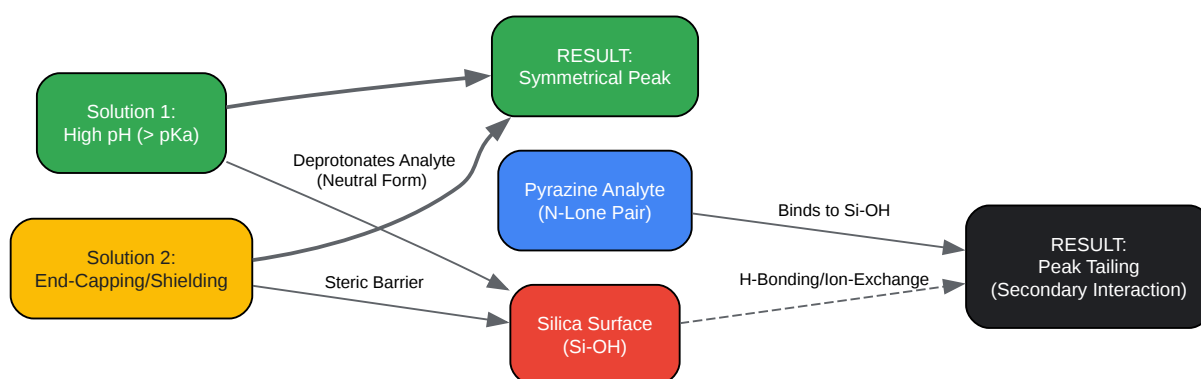 RESULT:
Symmetrical Peak
Solution 1:
High pH (> pKa)
Deprotonates Analyte
(Neutral Form)
Pyrazine Analyte
(N-Lone Pair)
Binds to Si-OH
Solution 2:
End-Capping/Shielding
Steric Barrier
Silica Surface
(Si-OH)
H-Bonding/Ion-Exchange
RESULT:
Peak Tailing
(Secondary Interaction)